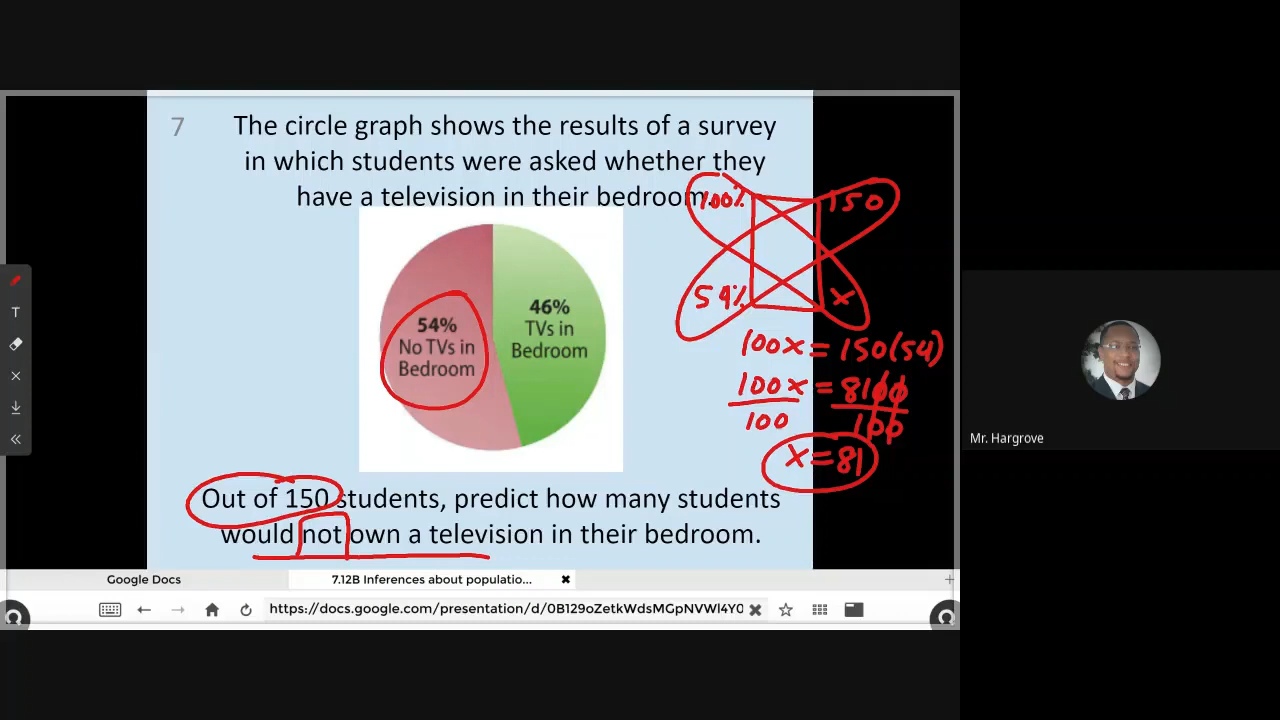 7
The circle graph shows the results of a survey
in which students were asked whether they
have a television in their bedroom.
100% 150
54% x
54%
No TVs in
Bedroom
46%
TVs in
Bedroom
100x = 150(54)
100x = 8100
100 100
x = 81
Out of 150 students, predict how many students
would not own a television in their bedroom.
T
Mr. Hargrove
Google Docs
7.12B Inferences about populatio...
https://docs.google.com/presentation/d/0B129oZetkWdsMGpNVWl4Y0